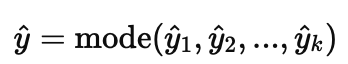 ŷ = mode(ŷ₁, ŷ₂, ..., ŷₖ)